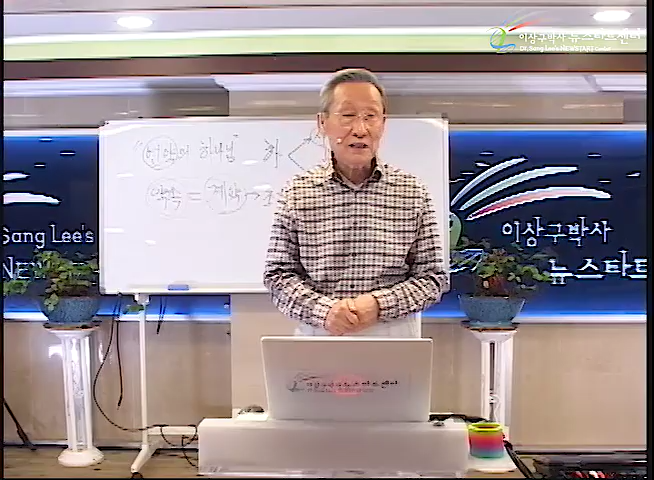 이상구박사 뉴스타트센터
Dr. Sang Lee's NEWSTART Center
"언약의 하나님"
약속 = 계약 →
Sang Lee's
NEW
이상구박사
뉴스타트